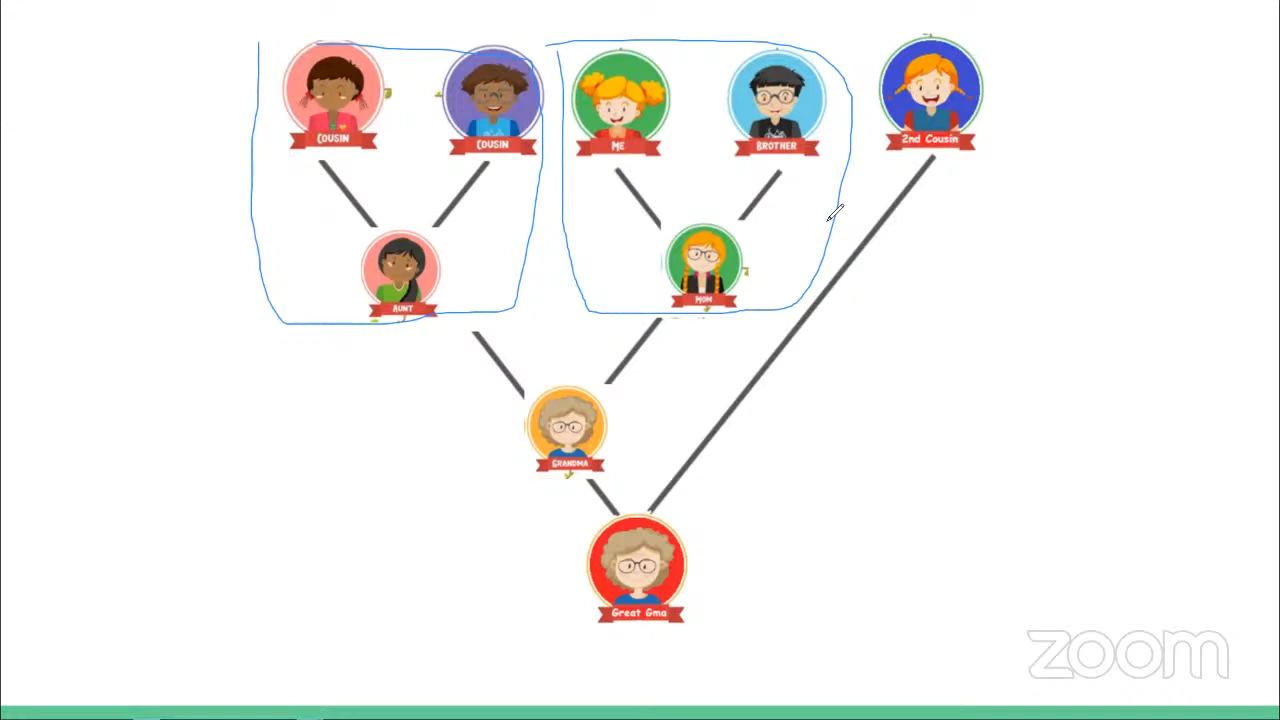 COUSIN
COUSIN
ME
BROTHER
2nd Cousin
AUNT
MOM
GRANDMA
Great Gma
zoom